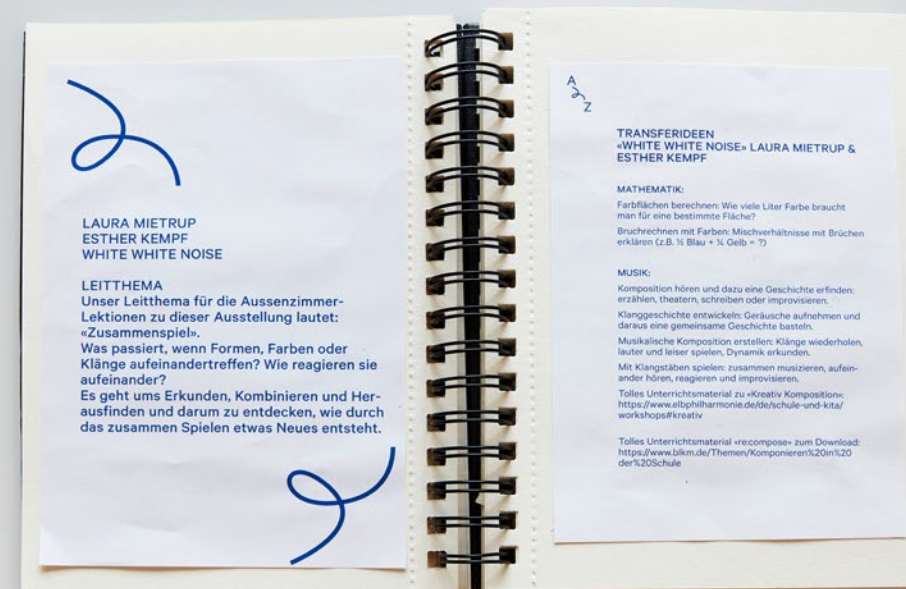 LAURA MIETRUP
ESTHER KEMPF
WHITE WHITE NOISE
LEITTHEMA
Unser Leitthema für die Aussenzimmer-
Lektionen zu dieser Ausstellung lautet:
«Zusammenspiel».
Was passiert, wenn Formen, Farben oder
Klänge aufeinandertreffen? Wie reagieren sie
aufeinander?
Es geht ums Erkunden, Kombinieren und Her-
ausfinden und darum zu entdecken, wie durch
das zusammen Spielen etwas Neues entsteht.
A
Z
TRANSFERIDEEN
«WHITE WHITE NOISE» LAURA MIETRUP &
ESTHER KEMPF
MATHEMATIK:
Farbflächen berechnen: Wie viele Liter Farbe braucht
man für eine bestimmte Fläche?
Bruchrechnen mit Farben: Mischverhältnisse mit Brüchen
erklären (z.B. ½ Blau + ¼ Gelb = ?)
MUSIK:
Komposition hören und dazu eine Geschichte erfinden:
erzählen, theatern, schreiben oder improvisieren.
Klanggeschichte entwickeln: Geräusche aufnehmen und
daraus eine gemeinsame Geschichte basteln.
Musikalische Komposition erstellen: Klänge wiederholen,
lauter und leiser spielen, Dynamik erkunden.
Mit Klangstäben spielen: zusammen musizieren, aufein-
ander hören, reagieren und improvisieren.
Tolles Unterrichtsmaterial zu «Kreativ Komposition»:
https://www.elbphilharmonie.de/de/schule-und-kita/
workshops#kreativ
Tolles Unterrichtsmaterial «re:compose» zum Download:
https://www.blkm.de/Themen/Komponieren%20in%20
der%20Schule